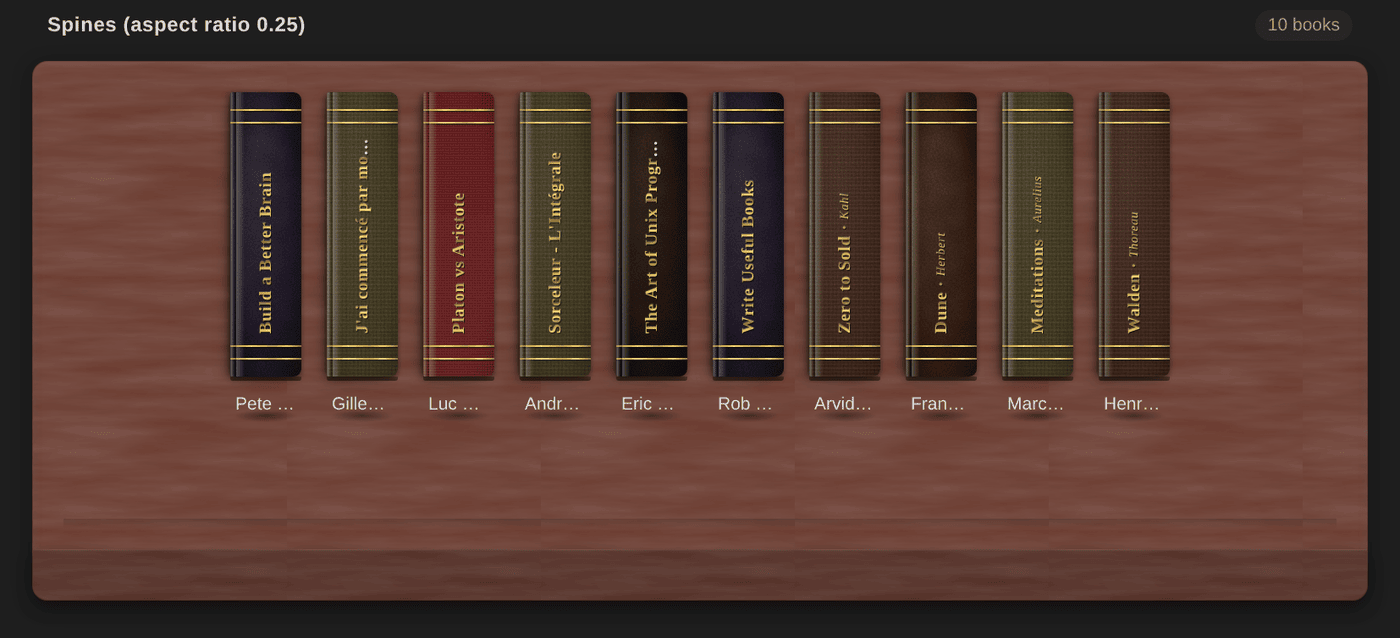 Spines (aspect ratio 0.25)
10 books
Build a Better Brain
J'ai commencé par mo…
Platon vs Aristote
Sorceleur - L'Intégrale
The Art of Unix Progr…
Write Useful Books
Zero to Sold · Kahl
Dune · Herbert
Meditations · Aurelius
Walden · Thoreau
Pete …
Gille…
Luc …
Andr…
Eric …
Rob …
Arvid…
Fran…
Marc…
Henr…